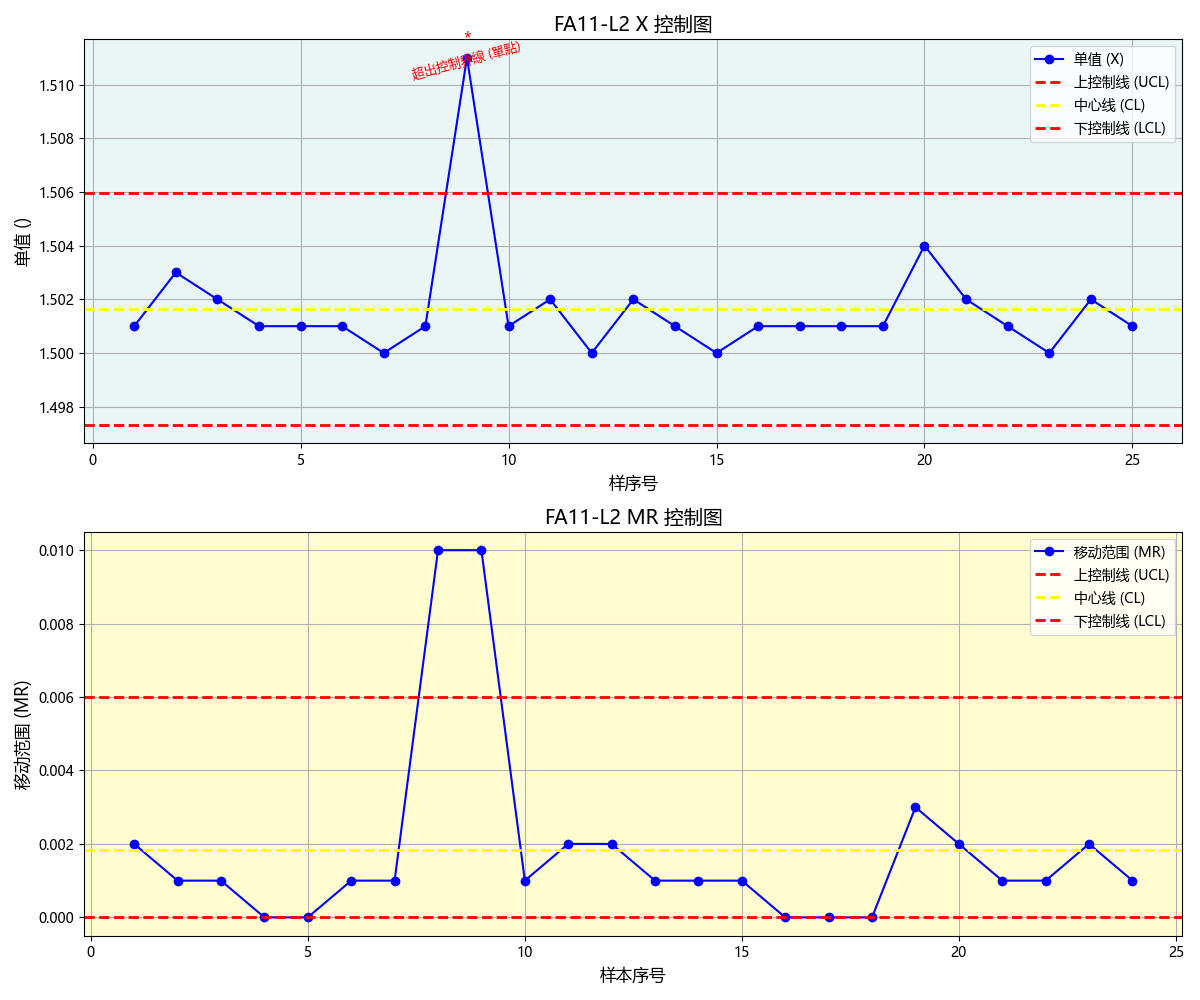 FA11-L2 X 控制图
*
超出控制界線 (單點)
单值 (X)
上控制线 (UCL)
中心线 (CL)
下控制线 (LCL)
单值 ()
1.510
1.508
1.506
1.504
1.502
1.500
1.498
0 5 10 15 20 25
样序号
FA11-L2 MR 控制图
移动范围 (MR)
上控制线 (UCL)
中心线 (CL)
下控制线 (LCL)
移动范围 (MR)
0.010
0.008
0.006
0.004
0.002
0.000
0 5 10 15 20 25
样本序号